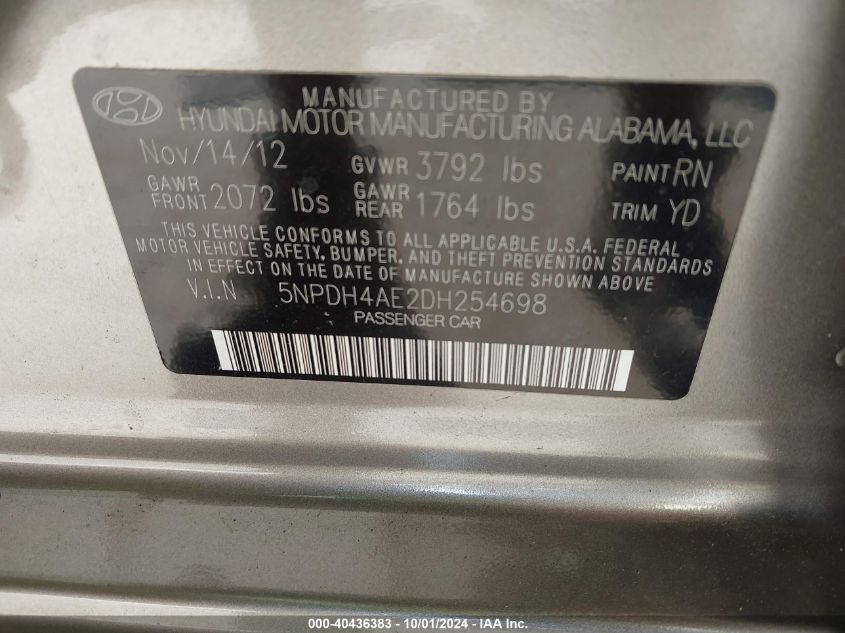 MANUFACTURED BY
HYUNDAI MOTOR MANUFACTURING ALABAMA, LLC
Nov/14/12 GVWR 3792 lbs PAINT RN
GAWR FRONT 2072 lbs GAWR REAR 1764 lbs TRIM YD
THIS VEHICLE CONFORMS TO ALL APPLICABLE U.S.A. FEDERAL
MOTOR VEHICLE SAFETY, BUMPER, AND THEFT PREVENTION STANDARDS
IN EFFECT ON THE DATE OF MANUFACTURE SHOWN ABOVE
V.I.N 5NPDH4AE2DH254698
PASSENGER CAR
000-40436383 - 10/01/2024 - IAA Inc.